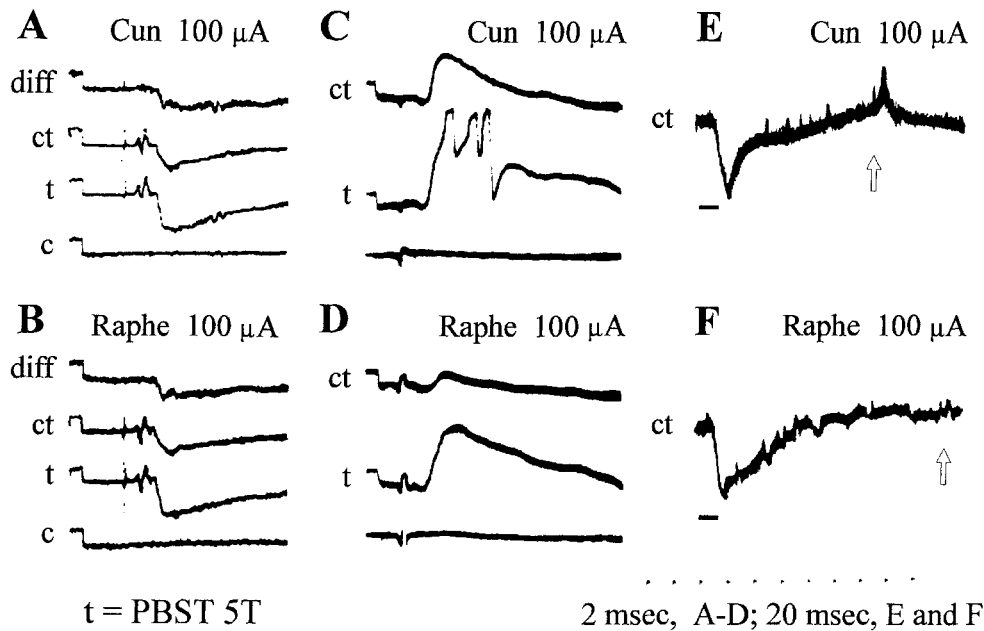 A Cun 100 µA
diff
ct
t
c
B Raphe 100 µA
diff
ct
t
c
C Cun 100 µA
ct
t
D Raphe 100 µA
ct
t
E Cun 100 µA
ct
F Raphe 100 µA
ct
t = PBST 5T
2 msec, A-D; 20 msec, E and F